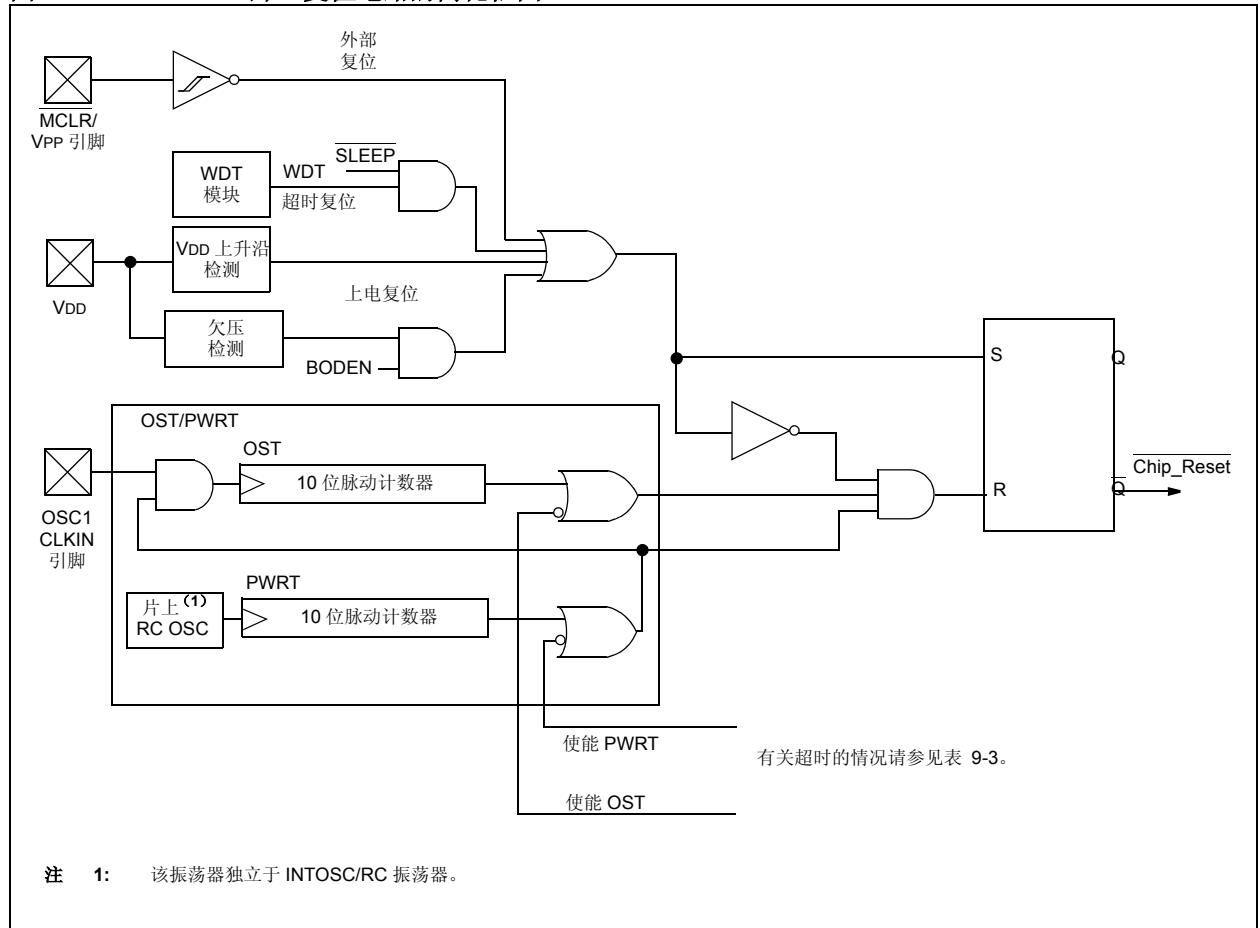 外部
复位
MCLR/
VPP 引脚
SLEEP
WDT
模块
WDT
超时复位
VDD 上升沿
检测
VDD
上电复位
欠压
检测
BODEN
S
Q
OST/PWRT
OST
10 位脉动计数器
Chip_Reset
R
Q
OSC1
CLKIN
引脚
PWRT
片上(1)
RC OSC
10 位脉动计数器
使能 PWRT
有关超时的情况请参见表 9-3。
使能 OST
注 1: 该振荡器独立于 INTOSC/RC 振荡器。